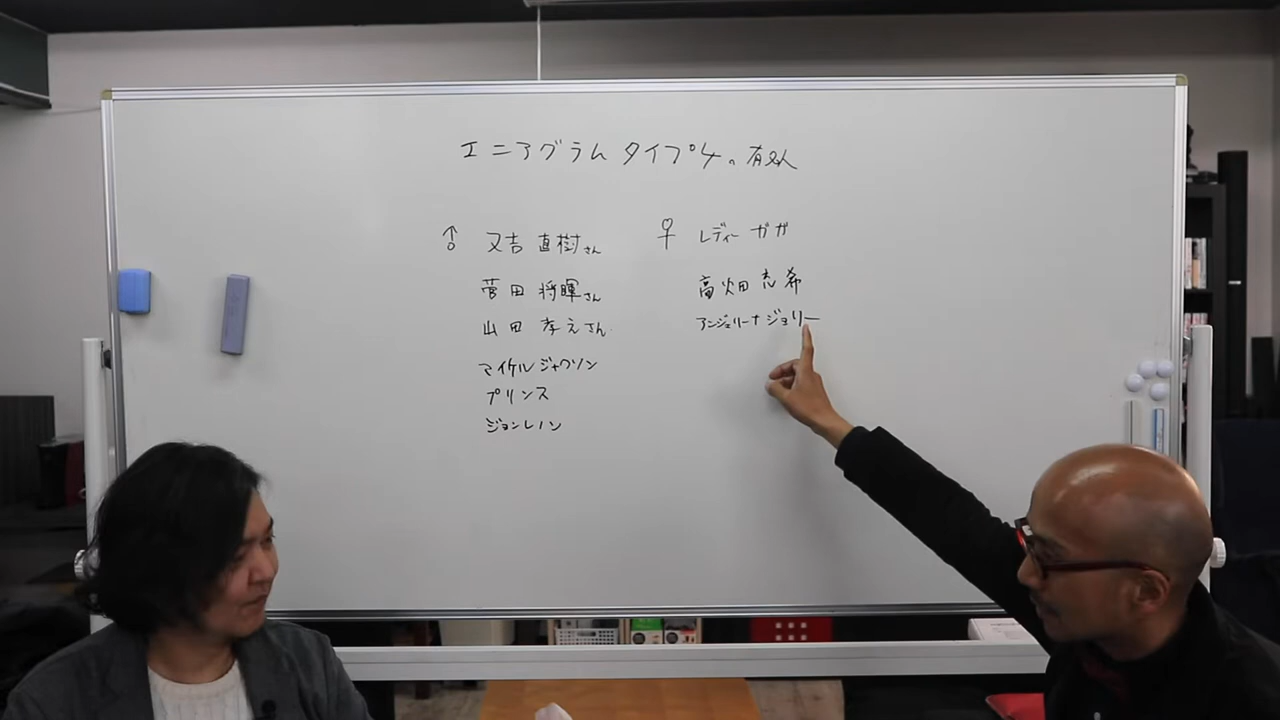 エニアグラム タイプ4の有名人
♂ 又吉 直樹さん
菅田 将暉さん
山田 孝之さん
マイケルジャクソン
プリンス
ジョンレノン
♀ レディー ガガ
高畑 充希
アンジェリーナ ジョリー